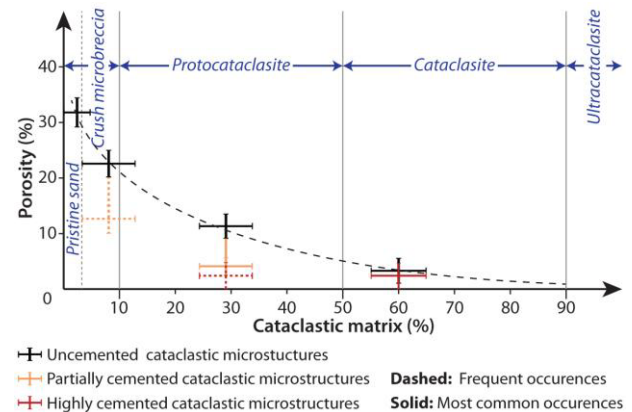 Porosity (%)
40
30
20
10
0
Pristine sand
Crush microbreccia
Protocataclasite
Cataclasite
Ultracataclasite
10 20 30 40 50 60 70 80 90
Cataclastic matrix (%)
Uncemented cataclastic microstuctures
Partially cemented cataclastic microstructures Dashed: Frequent occurences
Highly cemented cataclastic microstructures Solid: Most common occurences